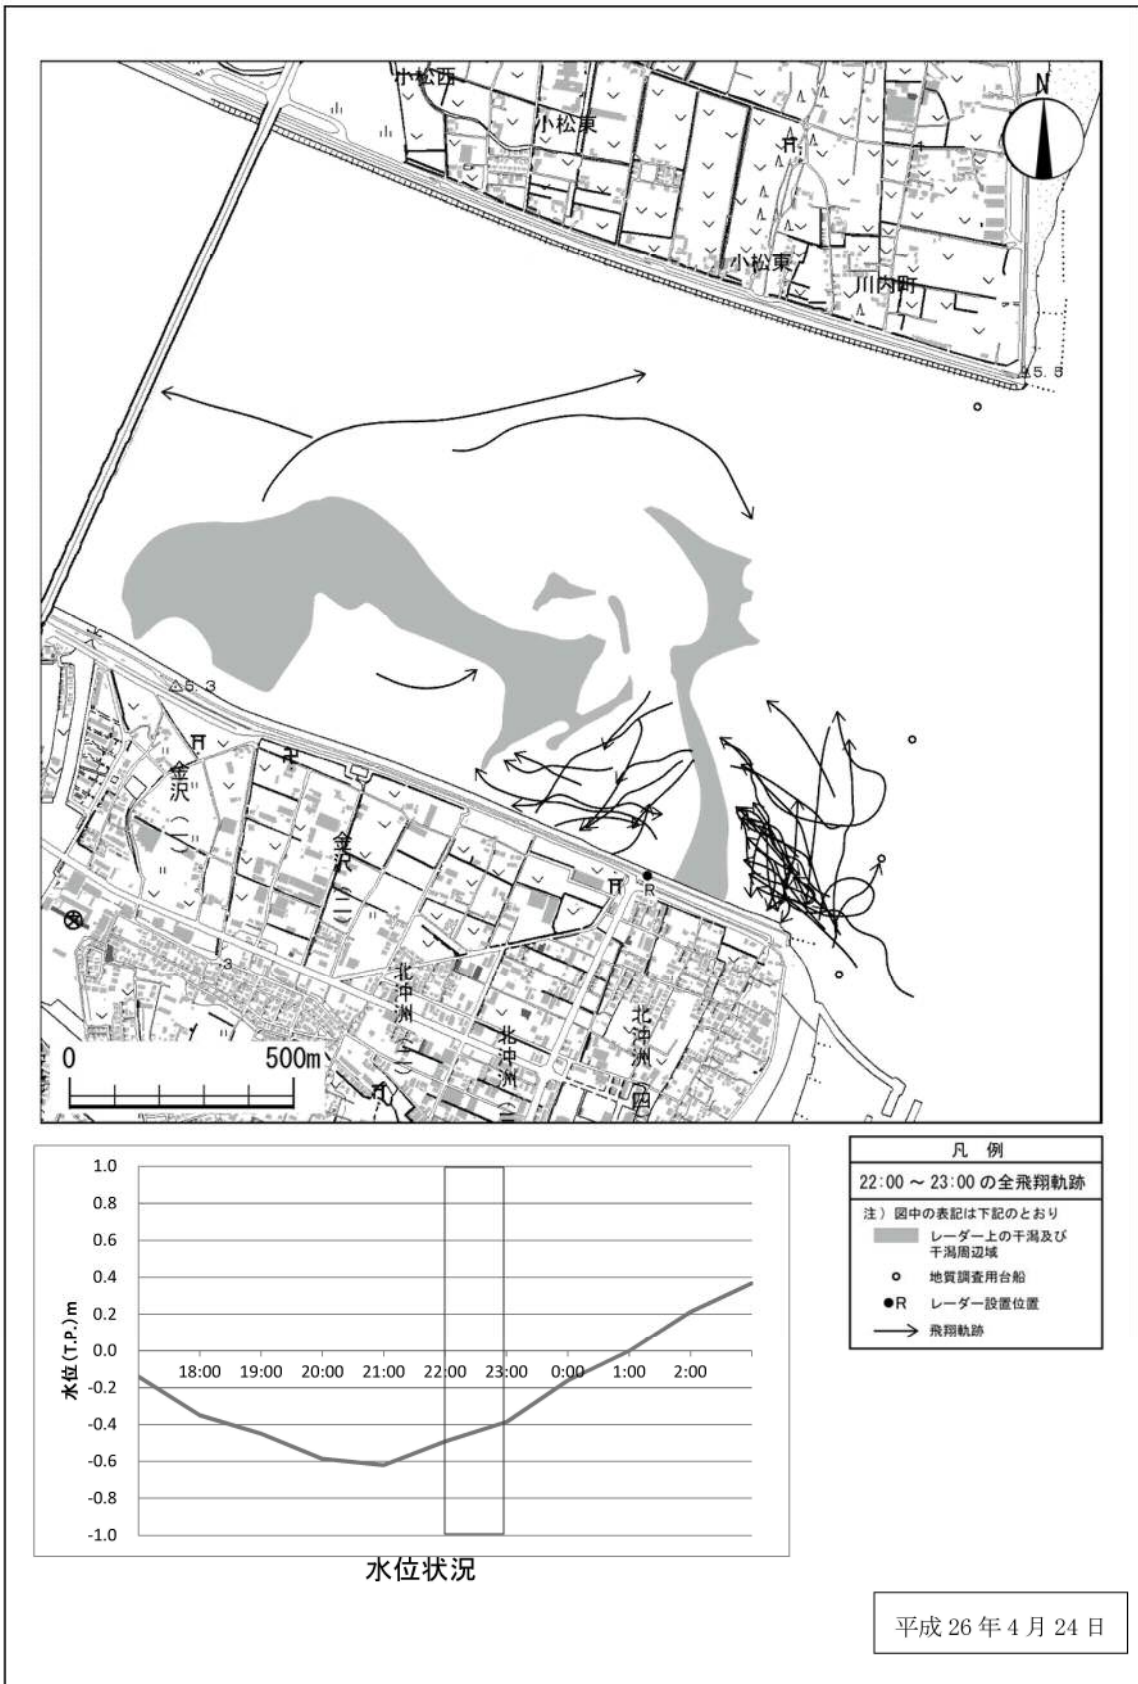 小松西
小松東
N
小松東
川内町
5.5
5.3
金沢(一)
金沢(二)
R
3
北沖洲(二)
北沖洲
北沖洲(四)
0 500m
1.0
0.8
0.6
0.4
0.2
0.0
-0.2
-0.4
-0.6
-0.8
-1.0
水位(T.P.)m
18:00 19:00 20:00 21:00 22:00 23:00 0:00 1:00 2:00
水位状況
凡 例
22:00 ～ 23:00 の全飛翔軌跡
注）図中の表記は下記のとおり
レーダー上の干潟及び
干潟周辺域
地質調査用台船
R レーダー設置位置
飛翔軌跡
平成 26 年 4 月 24 日